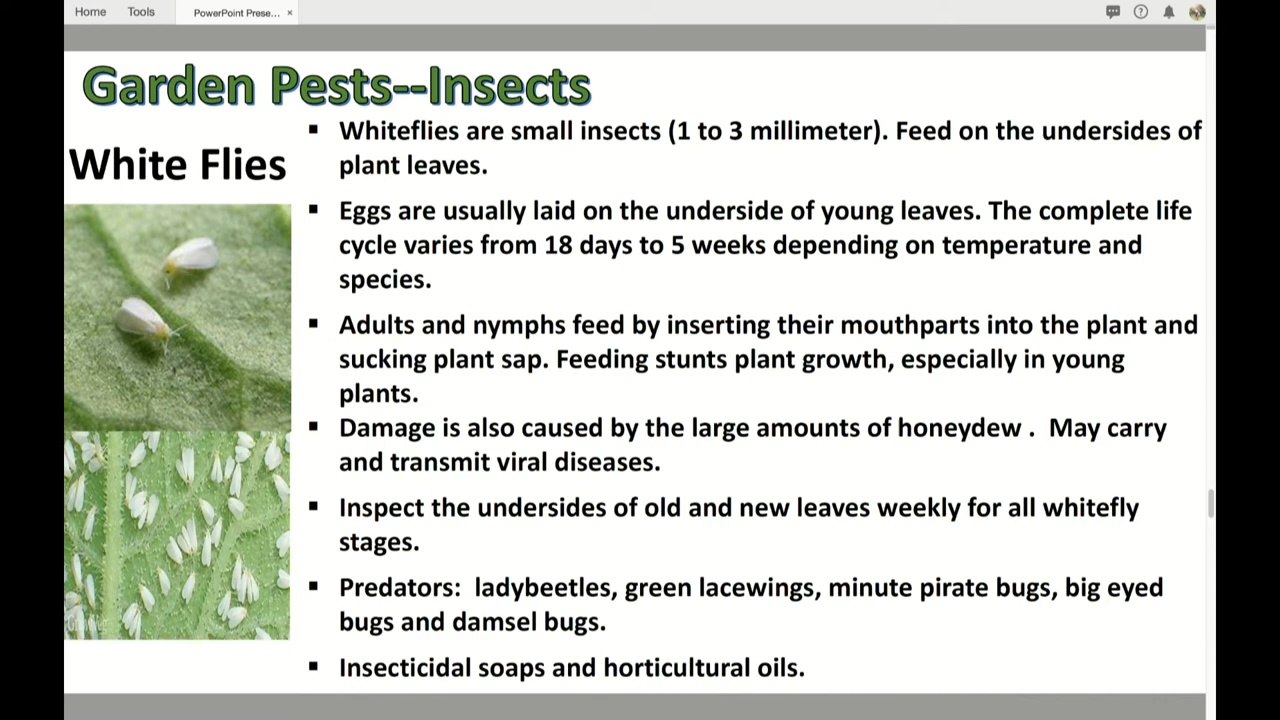 Home Tools PowerPoint Prese... ×
Garden Pests--Insects
White Flies
▪ Whiteflies are small insects (1 to 3 millimeter). Feed on the undersides of
plant leaves.
▪ Eggs are usually laid on the underside of young leaves. The complete life
cycle varies from 18 days to 5 weeks depending on temperature and
species.
▪ Adults and nymphs feed by inserting their mouthparts into the plant and
sucking plant sap. Feeding stunts plant growth, especially in young
plants.
▪ Damage is also caused by the large amounts of honeydew . May carry
and transmit viral diseases.
▪ Inspect the undersides of old and new leaves weekly for all whitefly
stages.
▪ Predators: ladybeetles, green lacewings, minute pirate bugs, big eyed
bugs and damsel bugs.
▪ Insecticidal soaps and horticultural oils.